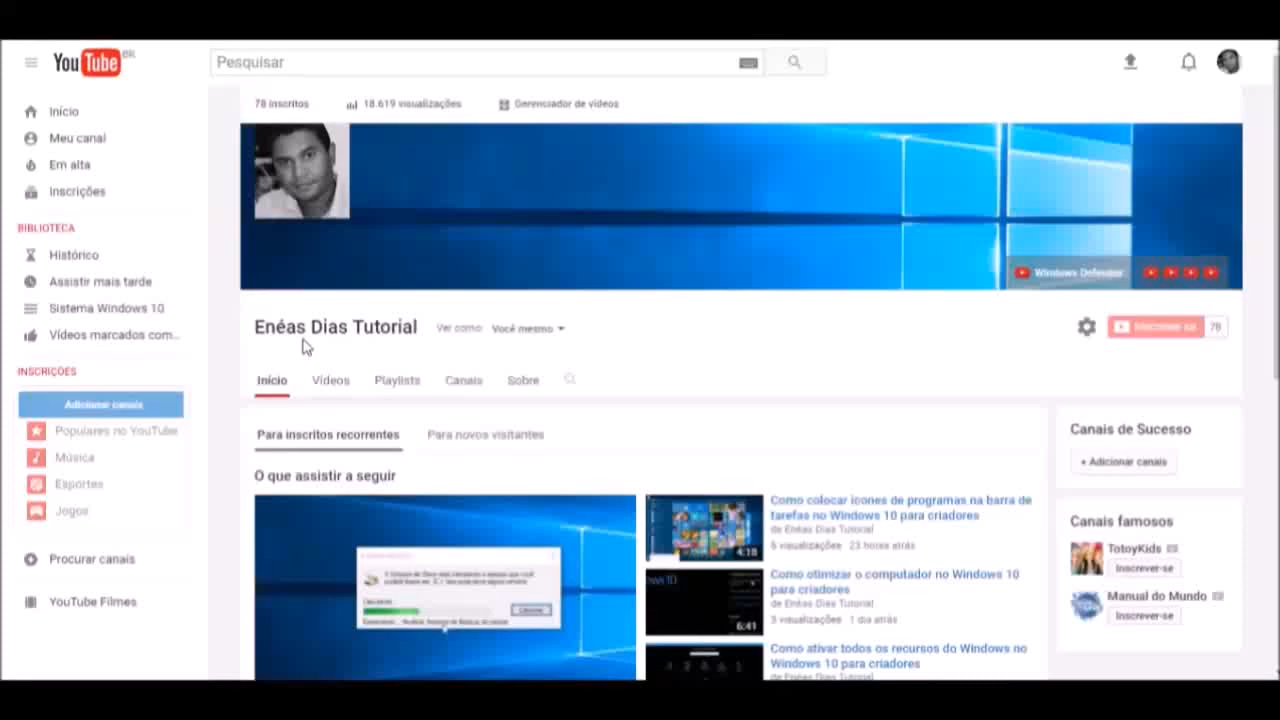 YouTube BR
Pesquisar
78 inscritos
18.619 visualizações
Gerenciador de vídeos
Início
Meu canal
Em alta
Inscrições
BIBLIOTECA
Histórico
Assistir mais tarde
Sistema Windows 10
Vídeos marcados com...
INSCRIÇÕES
Adicionar canais
Populares no YouTube
Música
Esportes
Jogos
Procurar canais
YouTube Filmes
Windows Defender
Enéas Dias Tutorial
Ver como: Você mesmo
Inscrever-se 78
Início Vídeos Playlists Canais Sobre
Para inscritos recorrentes Para novos visitantes
O que assistir a seguir
4:18
Como colocar icones de programas na barra de
tarefas no Windows 10 para criadores
de Enéas Dias Tutorial
5 visualizações 23 horas atrás
6:41
Como otimizar o computador no Windows 10
para criadores
de Enéas Dias Tutorial
3 visualizações 1 dia atrás
Como ativar todos os recursos do Windows no
Windows 10 para criadores
de Enéas Dias Tutorial
Canais de Sucesso
+ Adicionar canais
Canais famosos
TotoyKids
Inscrever-se
Manual do Mundo
Inscrever-se